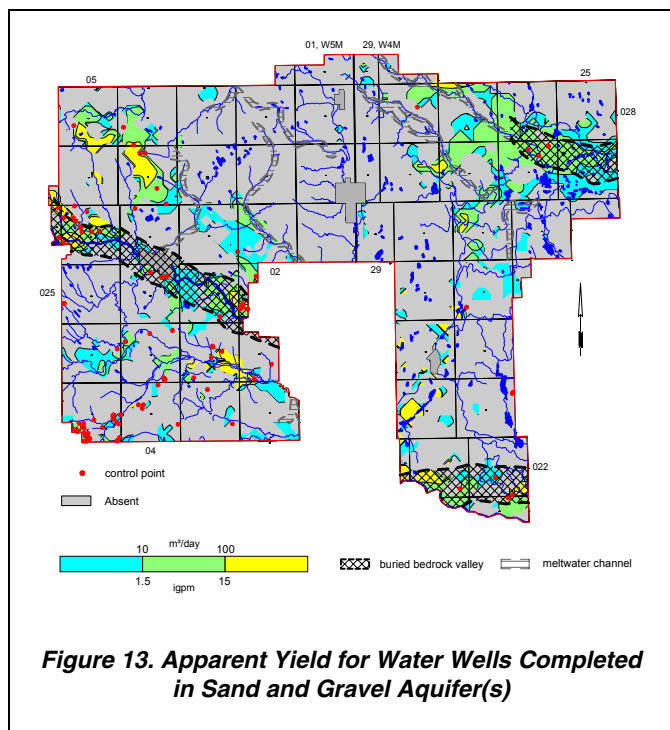 01, W5M 29, W4M
05
25
028
02
29
025
04
022
control point
Absent
m³/day
10 100
1.5 15
igpm
buried bedrock valley
meltwater channel
Figure 13. Apparent Yield for Water Wells Completed
in Sand and Gravel Aquifer(s)